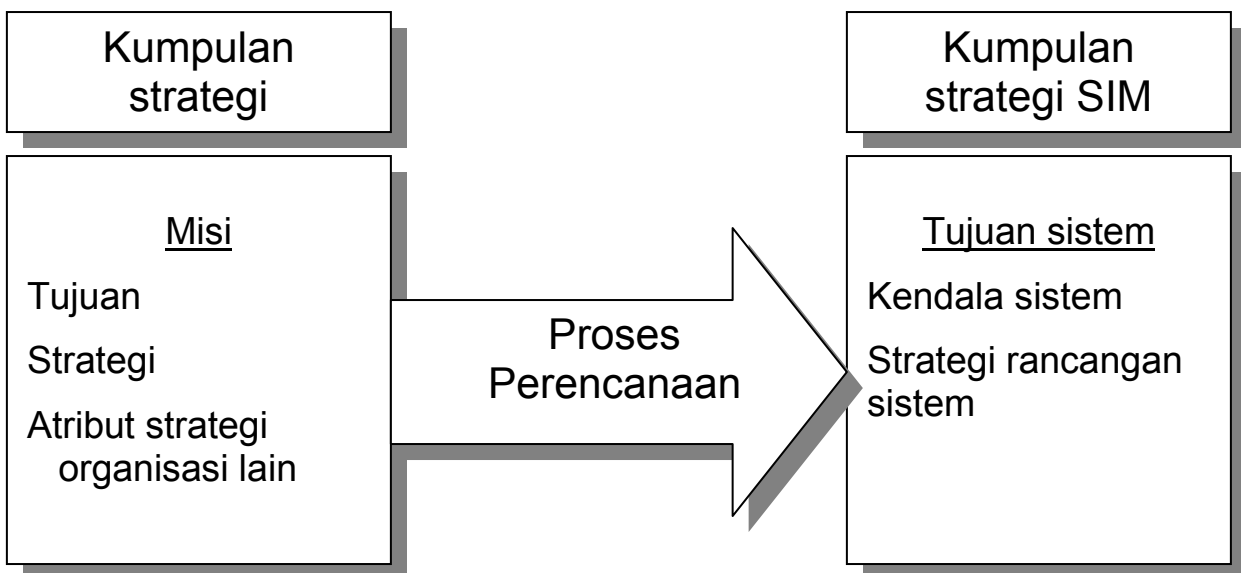 Kumpulan
strategi
Misi
Tujuan
Strategi
Atribut strategi
organisasi lain
Proses
Perencanaan
Kumpulan
strategi SIM
Tujuan sistem
Kendala sistem
Strategi rancangan
sistem